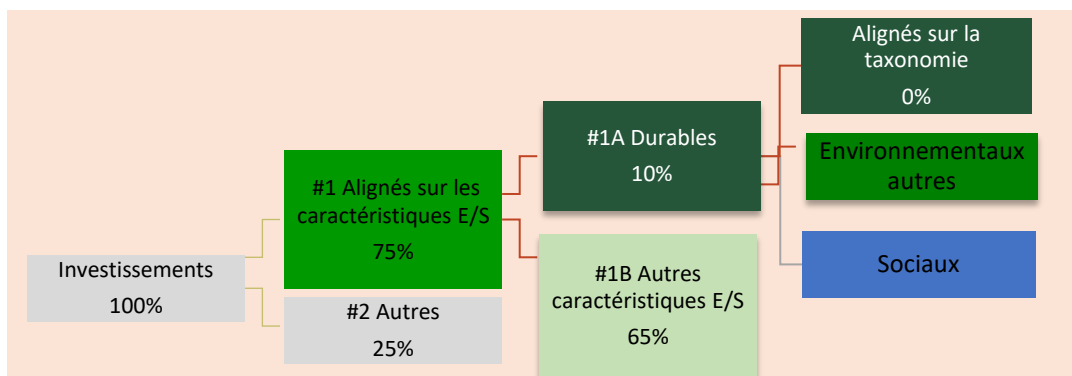 Investissements
100%
#1 Alignés sur les
caractéristiques E/S
75%
#2 Autres
25%
#1A Durables
10%
#1B Autres
caractéristiques E/S
65%
Alignés sur la
taxonomie
0%
Environnementaux
autres
Sociaux